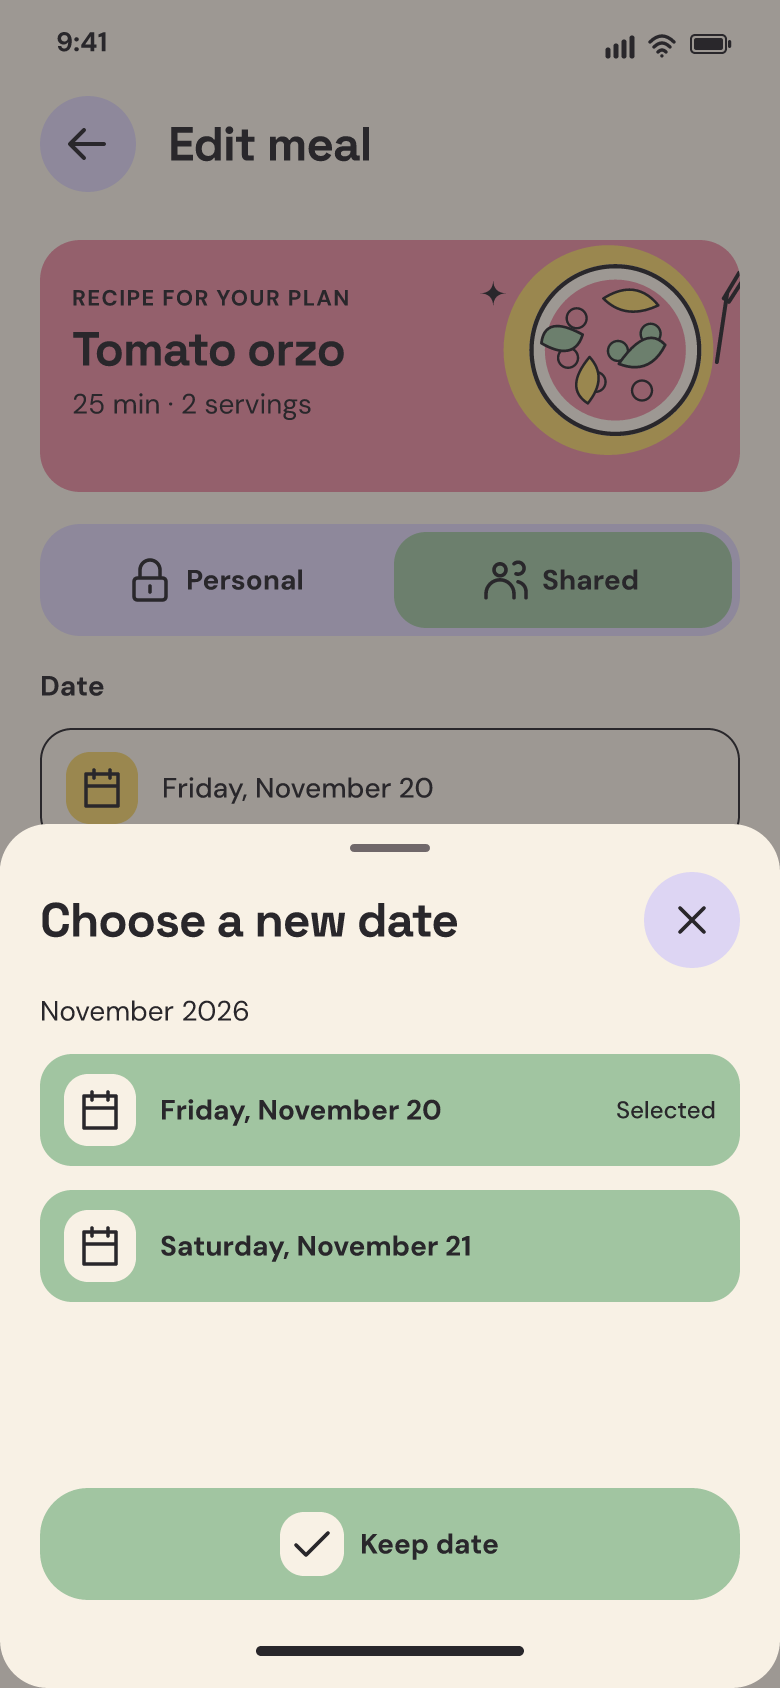 9:41
Edit meal
RECIPE FOR YOUR PLAN
Tomato orzo
25 min · 2 servings
Personal
Shared
Date
Friday, November 20
Choose a new date
November 2026
Friday, November 20
Selected
Saturday, November 21
Keep date